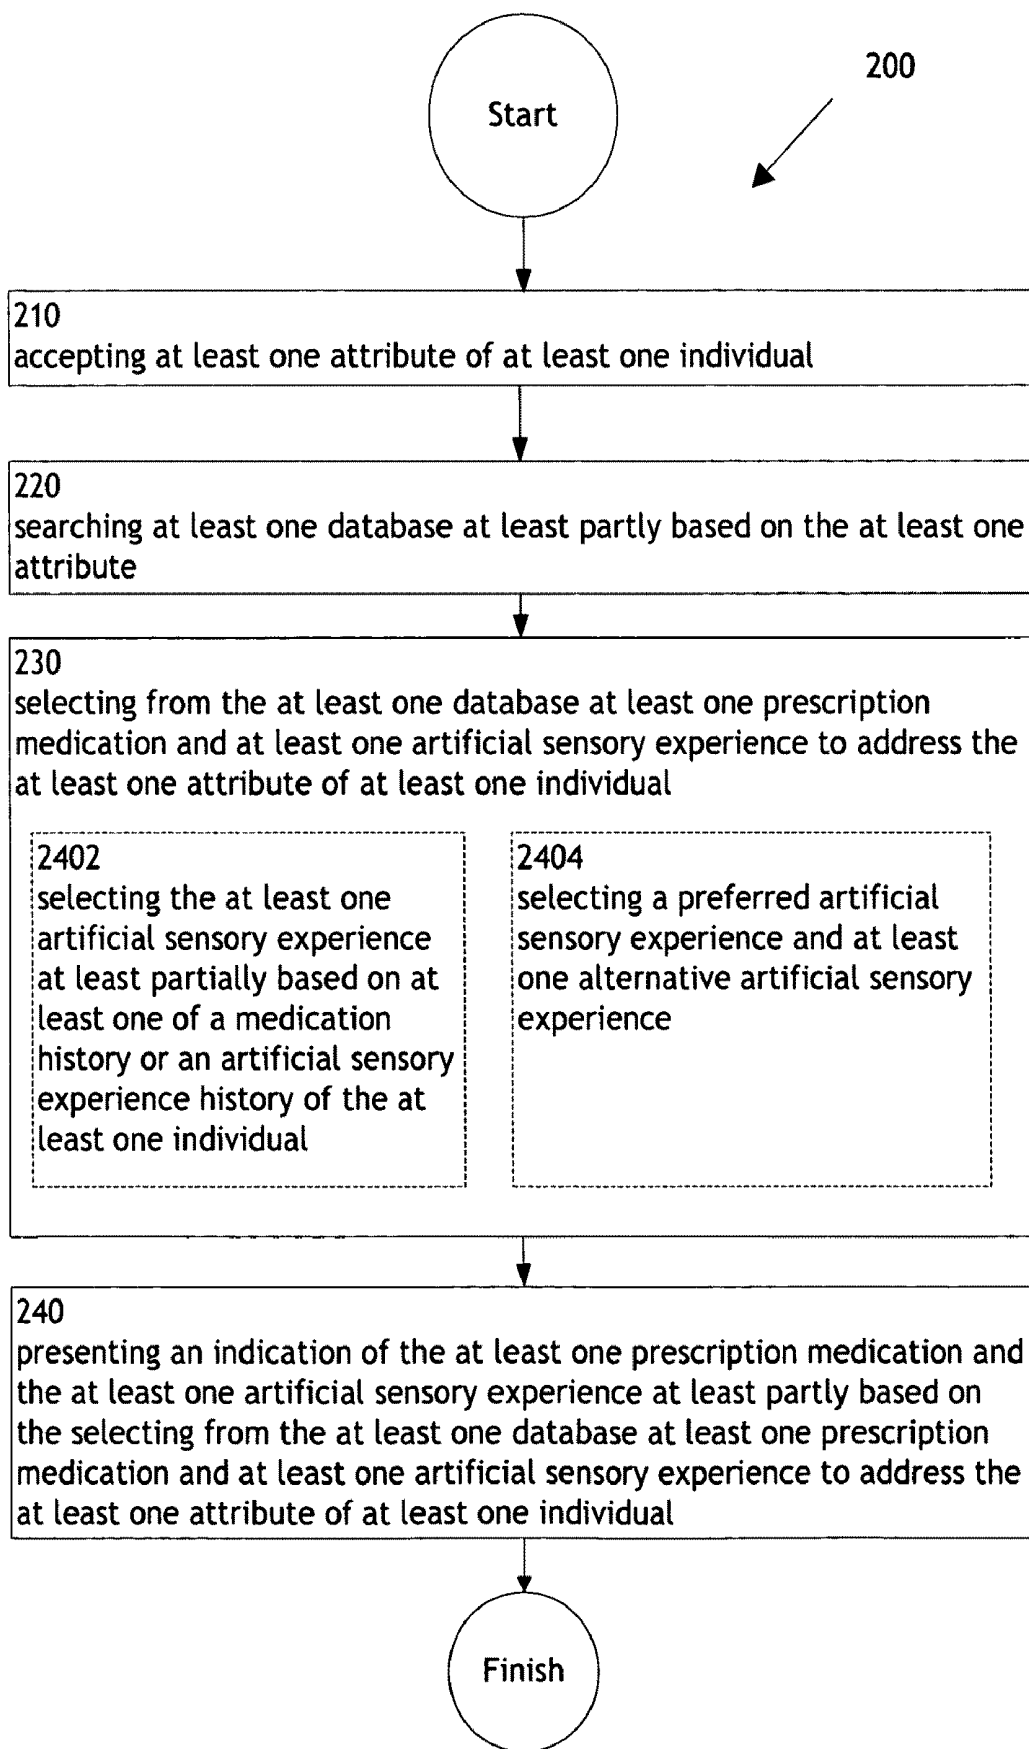 Start
200
210
accepting at least one attribute of at least one individual
220
searching at least one database at least partly based on the at least one
attribute
230
selecting from the at least one database at least one prescription
medication and at least one artificial sensory experience to address the
at least one attribute of at least one individual
2402
selecting the at least one
artificial sensory experience
at least partially based on at
least one of a medication
history or an artificial sensory
experience history of the at
least one individual
2404
selecting a preferred artificial
sensory experience and at least
one alternative artificial sensory
experience
240
presenting an indication of the at least one prescription medication and
the at least one artificial sensory experience at least partly based on
the selecting from the at least one database at least one prescription
medication and at least one artificial sensory experience to address the
at least one attribute of at least one individual
Finish